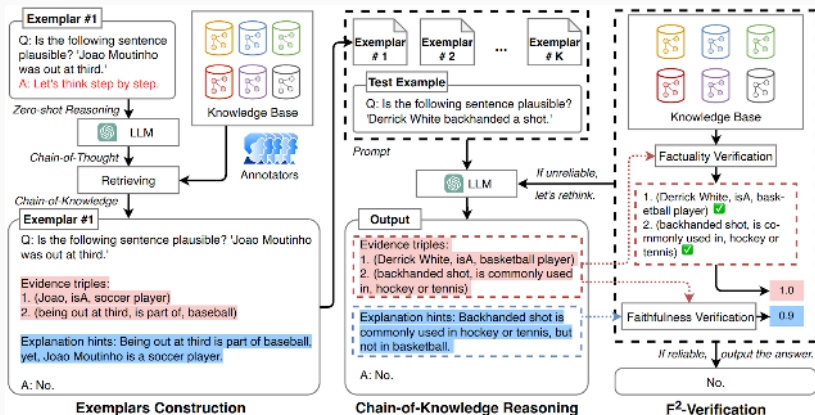 Exemplar #1
Q: Is the following sentence
plausible? 'Joao Moutinho
was out at third.'
A: Let's think step by step.
Zero-shot Reasoning
LLM
Chain-of-Thought
Retrieving
Chain-of-Knowledge
Knowledge Base
Annotators
Exemplar #1
Q: Is the following sentence plausible? 'Joao Moutinho
was out at third.'
Evidence triples:
1. (Joao, isA, soccer player)
2. (being out at third, is part of, baseball)
Explanation hints: Being out at third is part of baseball,
yet, Joao Moutinho is a soccer player.
A: No.
Exemplars Construction
Exemplar
# 1
Exemplar
# 2
...
Exemplar
# K
Test Example
Q: Is the following sentence plausible?
'Derrick White backhanded a shot.'
Prompt
LLM
If unreliable,
let's rethink.
Output
Evidence triples:
1. (Derrick White, isA, basketball player)
2. (backhanded shot, is commonly used
in, hockey or tennis)
Explanation hints: Backhanded shot is
commonly used in hockey or tennis, but
not in basketball.
A: No.
Chain-of-Knowledge Reasoning
Knowledge Base
Factuality Verification
1. (Derrick White, isA, bas-
ketball player)
2. (backhanded shot, is
commonly used in, hockey or
tennis)
1.0
Faithfulness Verification
0.9
If reliable, output the answer.
No.
F²-Verification